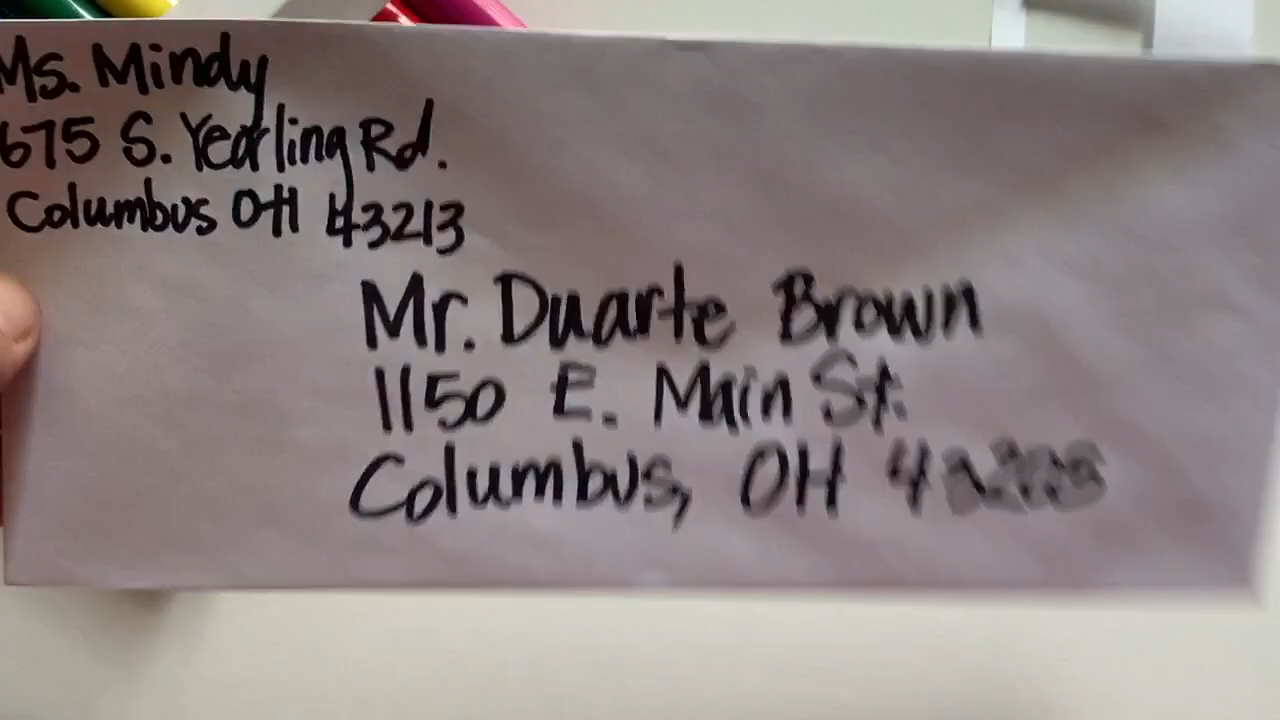 Ms. Mindy
675 S. Yearling Rd.
Columbus OH 43213
Mr. Duarte Brown
1150 E. Main St.
Columbus, OH